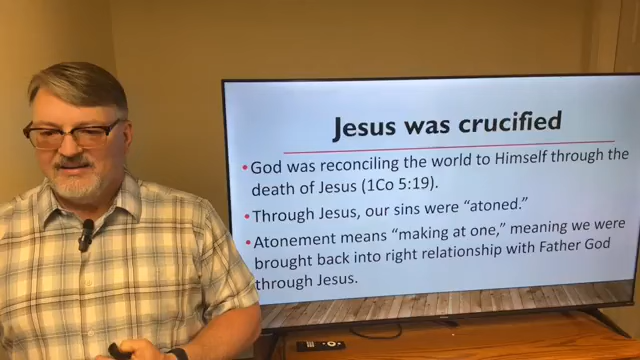 Jesus was crucified
•God was reconciling the world to Himself through the
death of Jesus (1Co 5:19).
•Through Jesus, our sins were “atoned.”
•Atonement means “making at one,” meaning we were
brought back into right relationship with Father God
through Jesus.